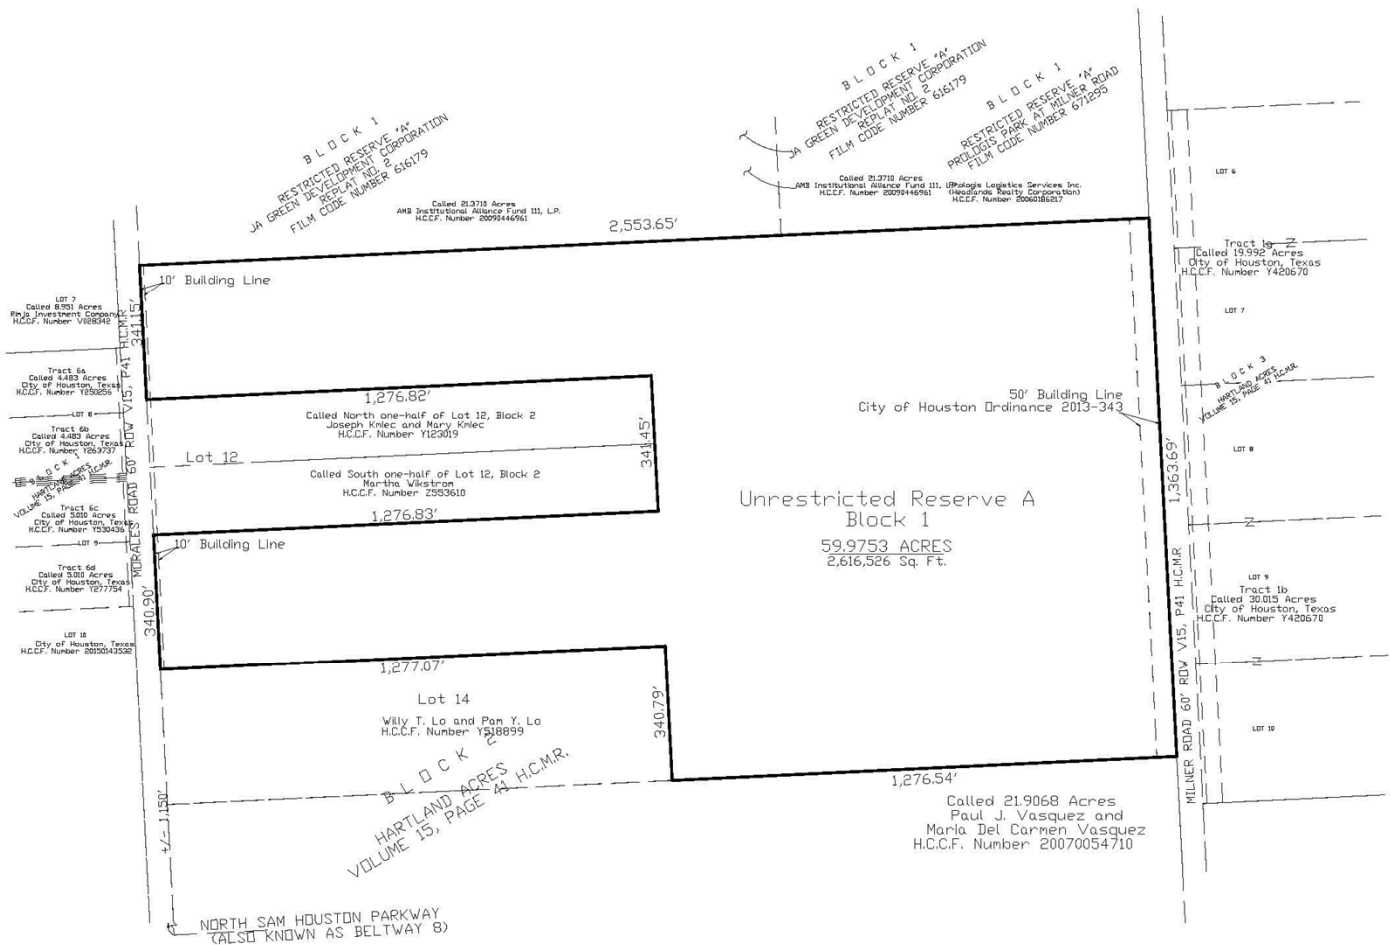 BLOCK 1
RESTRICTED RESERVE "A"
JA GREEN DEVELOPMENT CORPORATION
REPLAT NO. 2
FILM CODE NUMBER 616179
BLOCK 1
RESTRICTED RESERVE "A"
JA GREEN DEVELOPMENT CORPORATION
REPLAT NO. 2
FILM CODE NUMBER 616179
BLOCK 1
RESTRICTED RESERVE "A"
PROLOGIS PARK AT MILNER ROAD
FILM CODE NUMBER 671295
Called 21.3710 Acres
AMB Institutional Alliance Fund 111, L.P.
H.C.C.F. Number 20090446961
Called 21.3710 Acres
AMB Institutional Alliance Fund 111, L.P.
H.C.C.F. Number 20090446961
Prologis Logistics Services Inc.
(Headlands Realty Corporation)
H.C.C.F. Number 20060186217
2,553.65'
10' Building Line
341.15'
LOT 7
Called 8.951 Acres
Rinja Investment Company
H.C.C.F. Number V028342
Tract 6a
Called 4.483 Acres
City of Houston, Texas
H.C.C.F. Number Y250256
LOT 8
Tract 6b
Called 4.483 Acres
City of Houston, Texas
H.C.C.F. Number Y263737
BLOCK 1
HARTLAND ACRES
VOLUME 15, PAGE 41 H.C.M.R.
Tract 6c
Called 5.010 Acres
City of Houston, Texas
H.C.C.F. Number Y530436
LOT 9
Tract 6d
Called 5.010 Acres
City of Houston, Texas
H.C.C.F. Number Y277754
LOT 10
City of Houston, Texas
H.C.C.F. Number 20150143532
MORALES ROAD 60' ROW V15, P41 H.C.M.R
1,276.82'
Called North one-half of Lot 12, Block 2
Joseph Kmiec and Mary Kmiec
H.C.C.F. Number Y123019
Lot 12
341.45'
Called South one-half of Lot 12, Block 2
Martha Wikstrom
H.C.C.F. Number Z553610
1,276.83'
10' Building Line
340.90'
1,277.07'
Lot 14
Willy T. Lo and Pam Y. Lo
H.C.C.F. Number Y518899
340.79'
BLOCK 2
HARTLAND ACRES
VOLUME 15, PAGE 41 H.C.M.R.
+/- 1,150'
NORTH SAM HOUSTON PARKWAY
(ALSO KNOWN AS BELTWAY 8)
50' Building Line
City of Houston Ordinance 2013-343
Unrestricted Reserve A
Block 1
59.9753 ACRES
2,616,526 Sq. Ft.
1,363.69'
1,276.54'
Called 21.9068 Acres
Paul J. Vasquez and
Maria Del Carmen Vasquez
H.C.C.F. Number 20070054710
MILNER ROAD 60' ROW V15, P41 H.C.M.R
LOT 6
Tract 1g
Called 19.992 Acres
City of Houston, Texas
H.C.C.F. Number Y420670
LOT 7
BLOCK 3
HARTLAND ACRES
VOLUME 15, PAGE 41 H.C.M.R.
LOT 8
LOT 9
Tract 1b
Called 30.015 Acres
City of Houston, Texas
H.C.C.F. Number Y420670
LOT 10